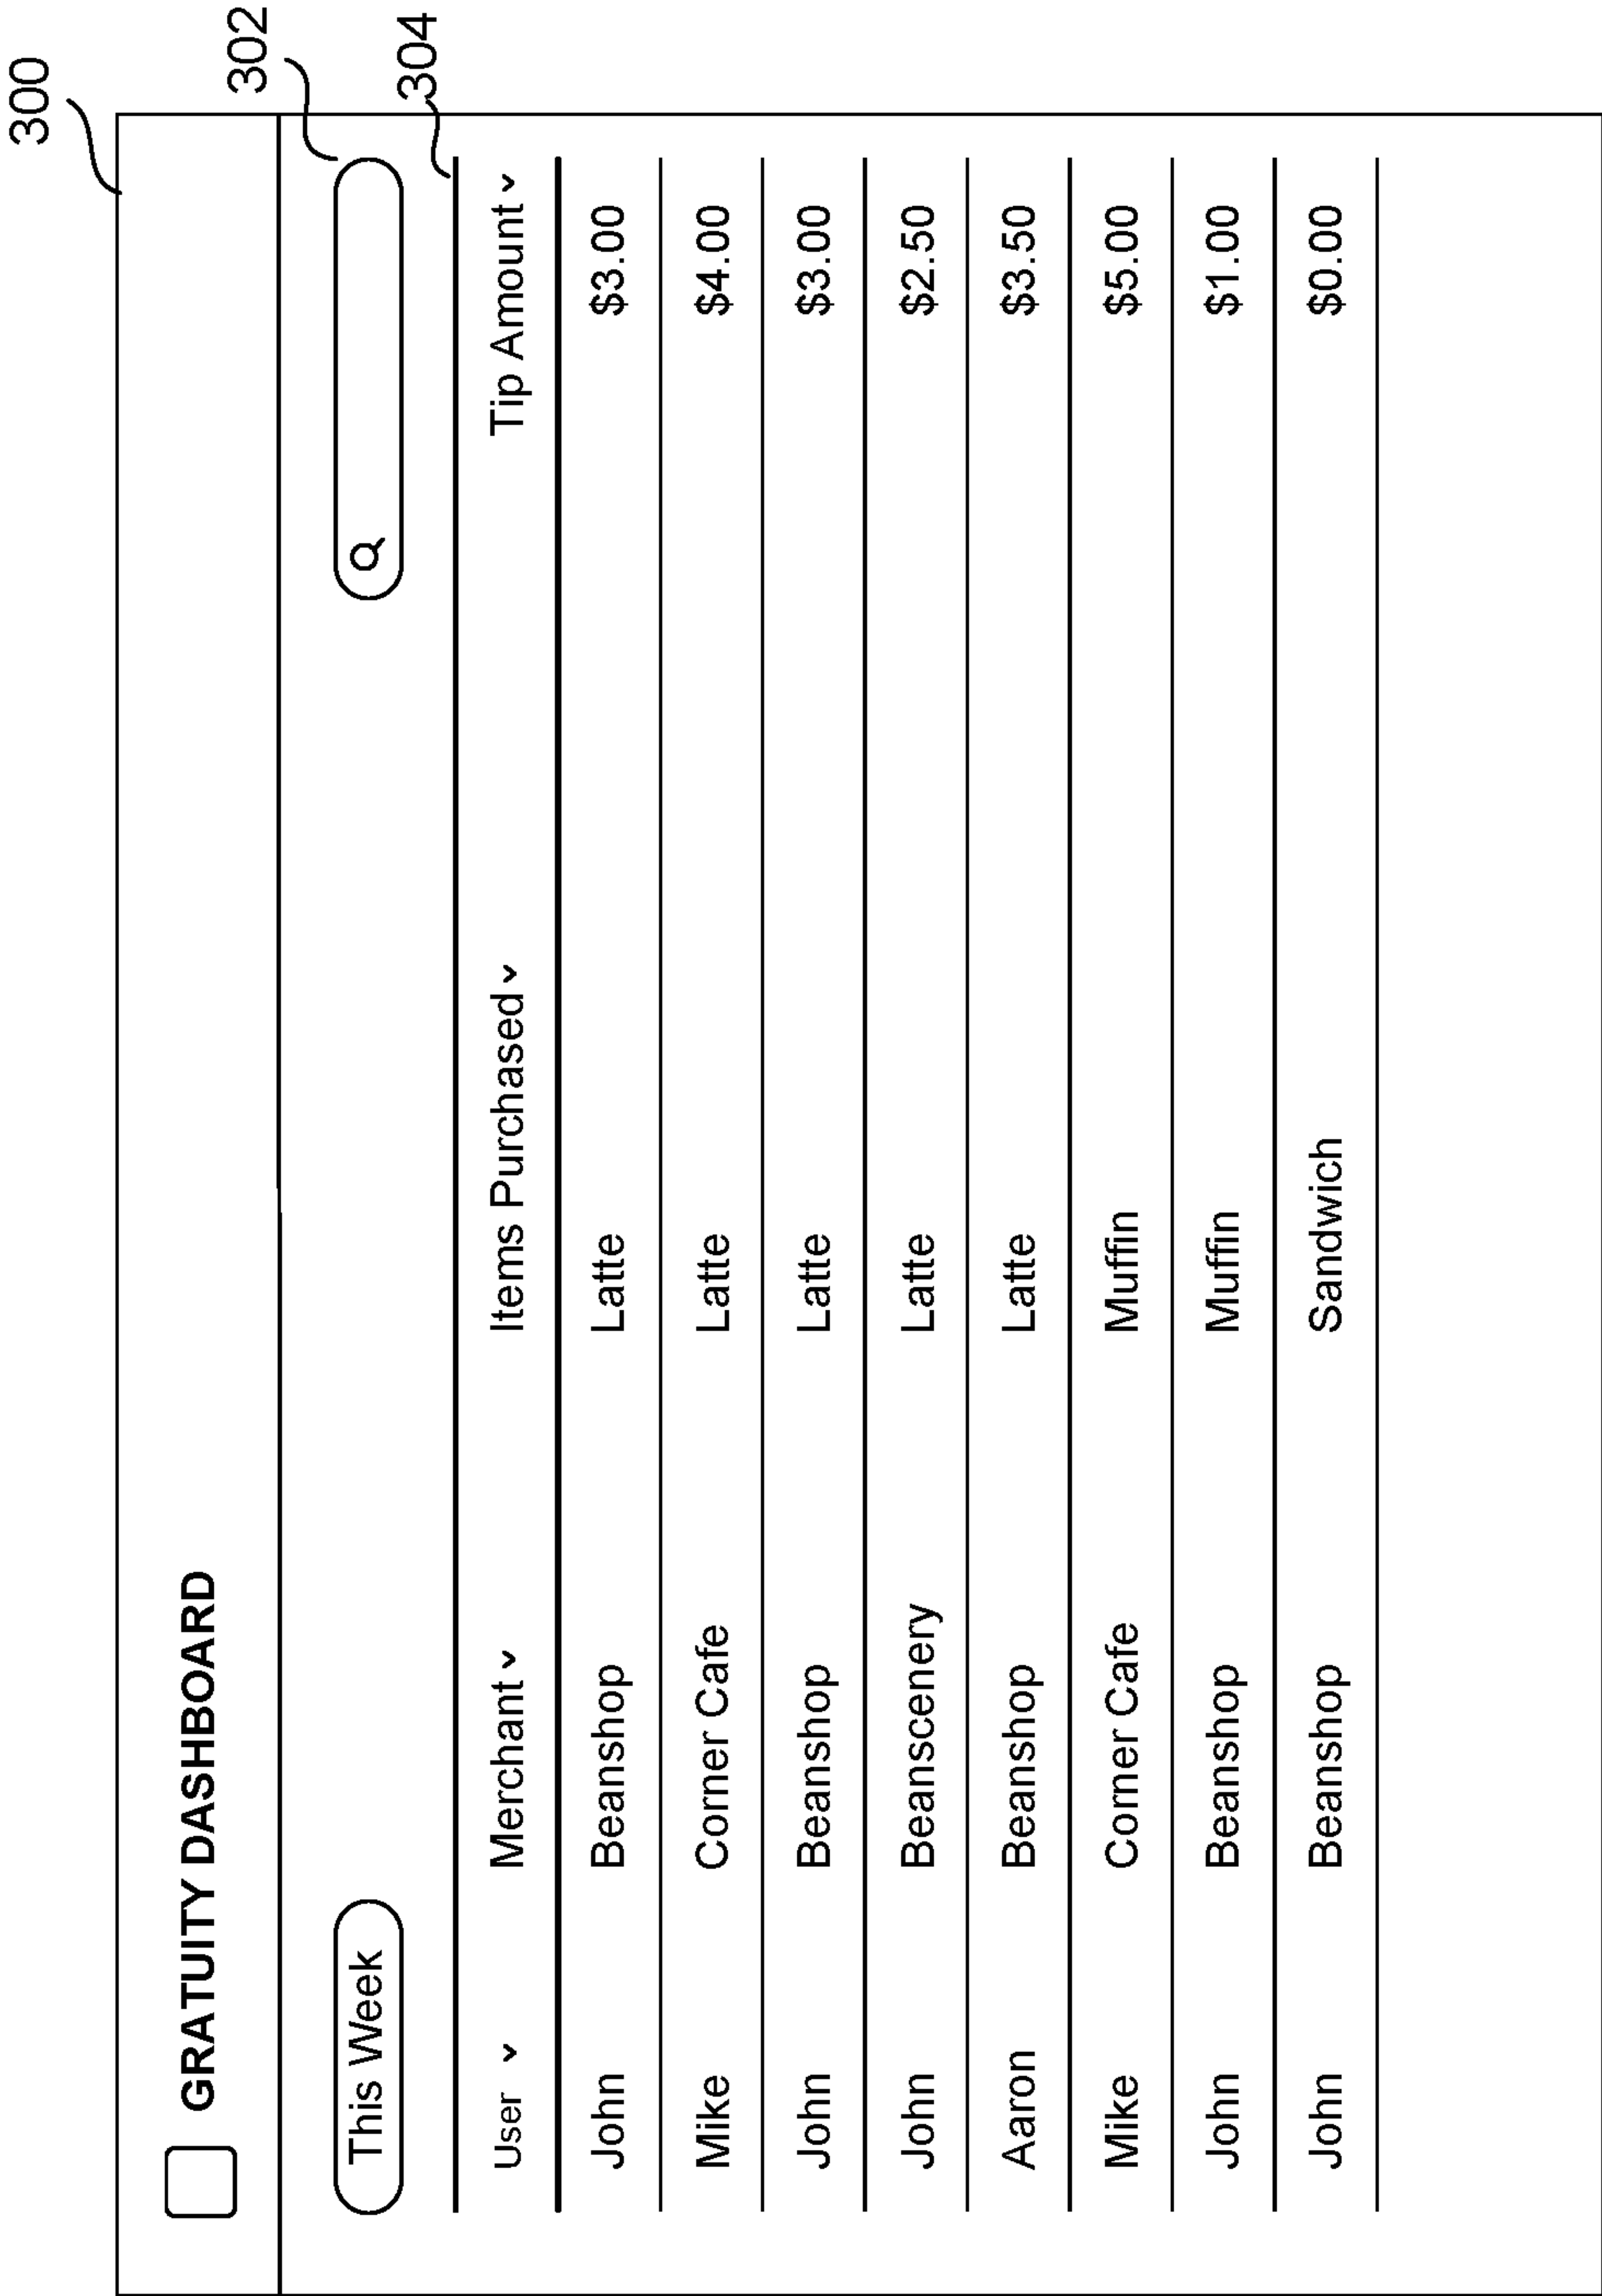 300
GRATUITY DASHBOARD
302
This Week
304
User Merchant Items Purchased Tip Amount
John Beanshop Latte $3.00
Mike Corner Cafe Latte $4.00
John Beanshop Latte $3.00
John Beanscenery Latte $2.50
Aaron Beanshop Latte $3.50
Mike Corner Cafe Muffin $5.00
John Beanshop Muffin $1.00
John Beanshop Sandwich $0.00